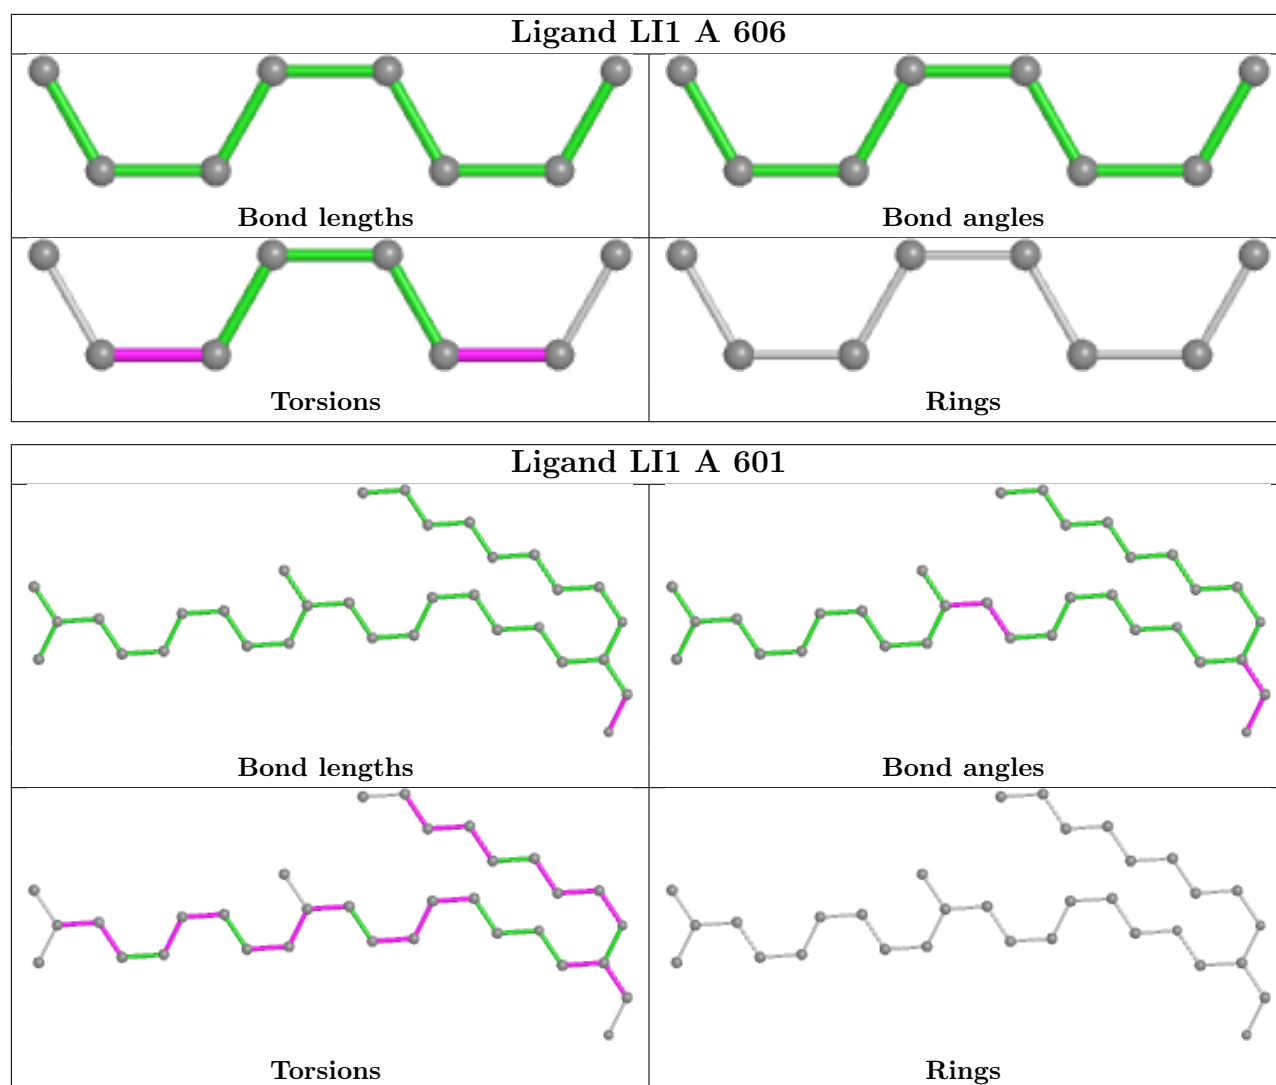 Ligand LI1 A 606
Bond lengths
Bond angles
Torsions
Rings
Ligand LI1 A 601
Bond lengths
Bond angles
Torsions
Rings